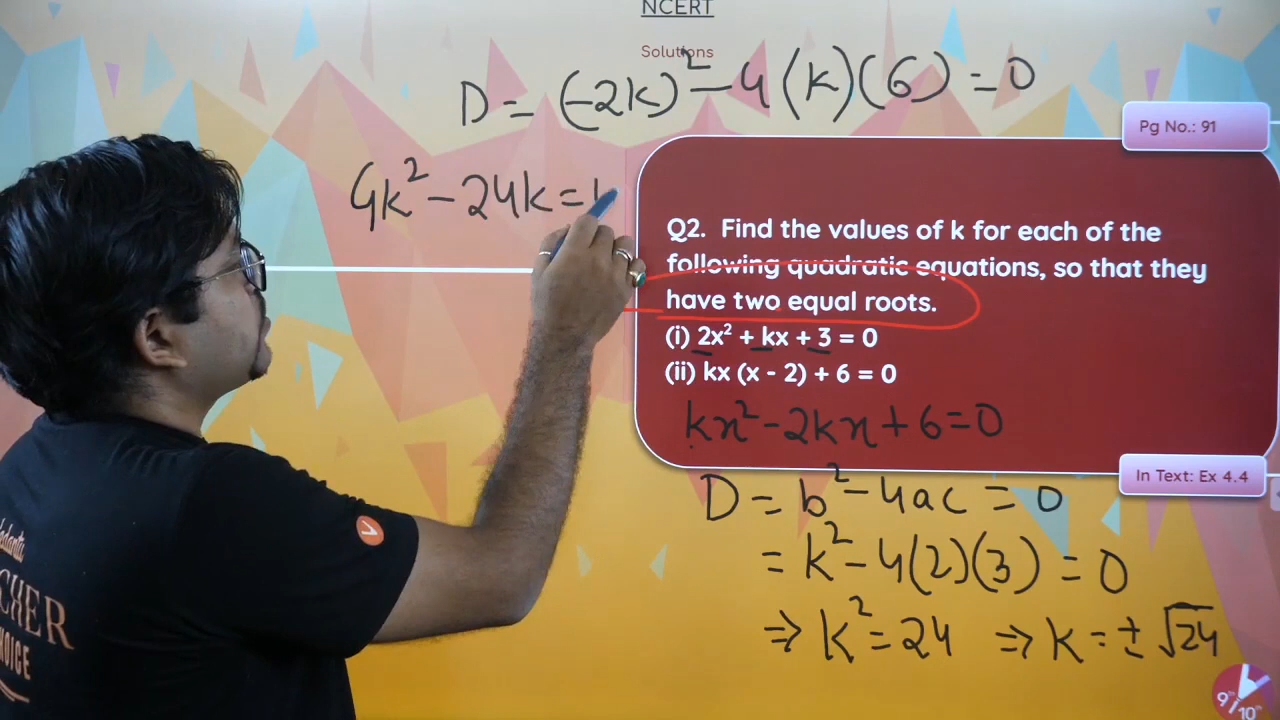 NCERT
Solutions
D = (-2k)² - 4(k)(6) = 0
Pg No.: 91
4k² - 24k =
Q2. Find the values of k for each of the
following quadratic equations, so that they
have two equal roots.
(i) 2x² + kx + 3 = 0
(ii) kx (x - 2) + 6 = 0
kx² - 2kx + 6 = 0
In Text: Ex 4.4
D = b² - 4ac = 0
= k² - 4(2)(3) = 0
⇒ k² = 24 ⇒ k = ± √24
9th/10th